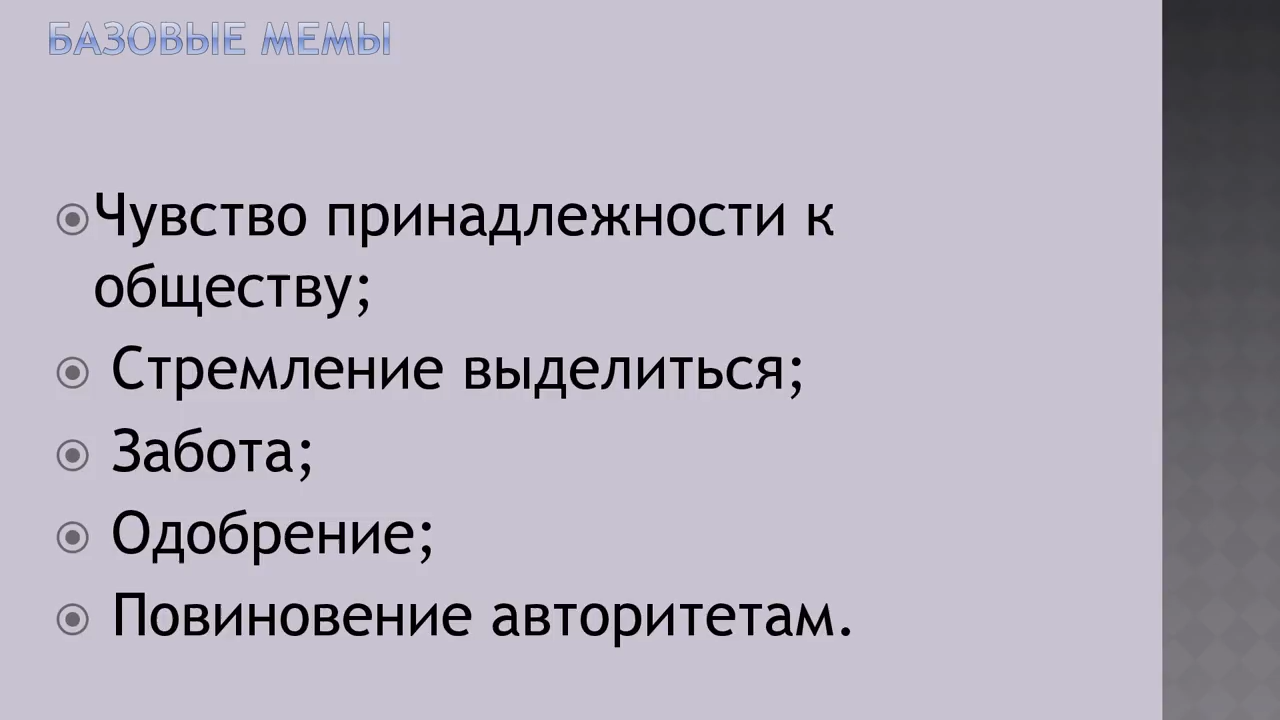 БАЗОВЫЕ МЕМЫ
Чувство принадлежности к
обществу;
Стремление выделиться;
Забота;
Одобрение;
Повиновение авторитетам.